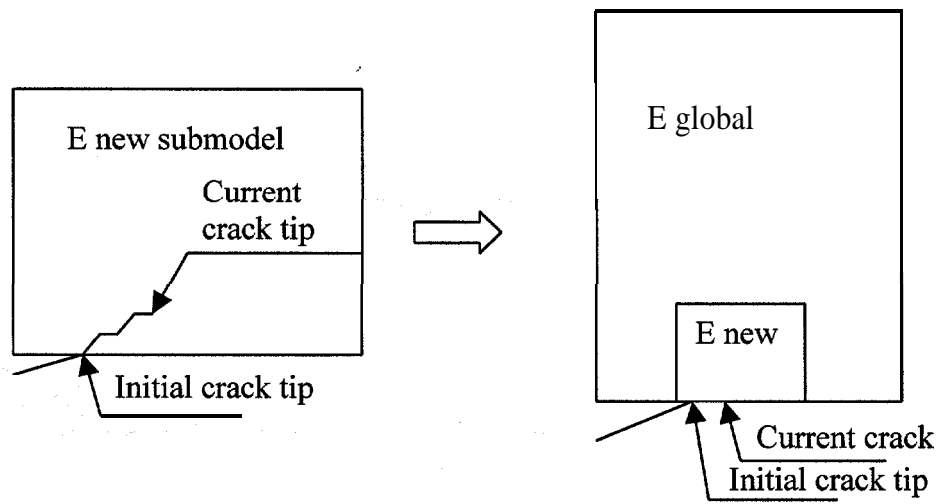 E new submodel
Current
crack tip
Initial crack tip
E global
E new
Current crack
Initial crack tip